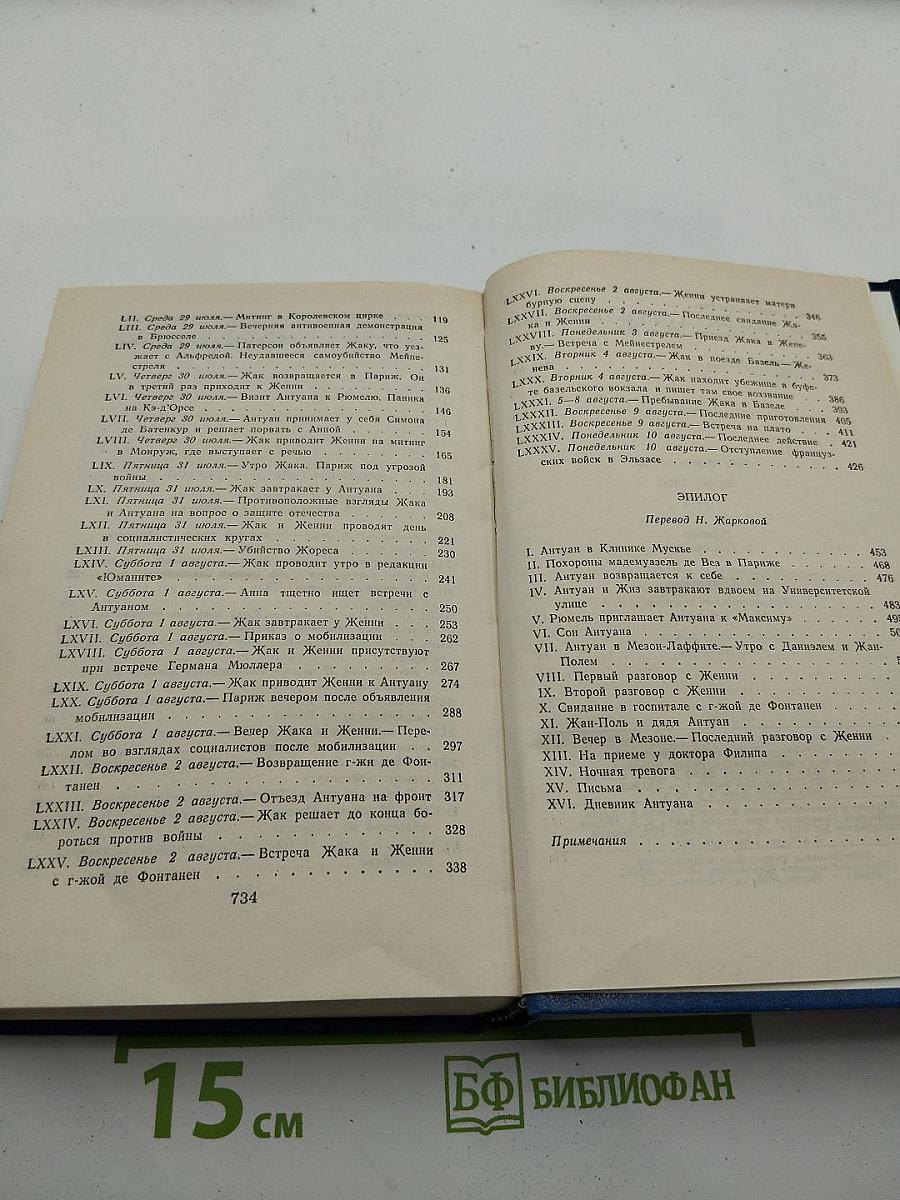 LII. Среда 29 июля.— Митинг в Королевском цирке . . . . 119
LIII. Среда 29 июля.— Вечерняя антивоенная демонстрация
в Брюсселе . . . . . . . . . . . . . . . . 125
LIV. Среда 29 июля.— Патерсон объявляет Жаку, что уез-
жает с Альфредой. Неудавшееся самоубийство Мейне-
стреля . . . . . . . . . . . . . . . . . . 131
LV. Четверг 30 июля.— Жак возвращается в Париж. Он
в третий раз приходит к Женни . . . . . . . . . 136
LVI. Четверг 30 июля.— Визит Антуана к Рюмелю. Паника
на Кэ-д'Орсе . . . . . . . . . . . . . . . 146
LVII. Четверг 30 июля.— Антуан принимает у себя Симона
де Батенкур и решает порвать с Анной . . . . . . 154
LVIII. Четверг 30 июля.— Жак приводит Женни на митинг
в Монруж, где выступает с речью . . . . . . . . 165
LIX. Пятница 31 июля.— Утро Жака. Париж под угрозой
войны . . . . . . . . . . . . . . . . . . 181
LX. Пятница 31 июля.— Жак завтракает у Антуана . . . 193
LXI. Пятница 31 июля.— Противоположные взгляды Жака
и Антуана на вопрос о защите отечества . . . . . . 208
LXII. Пятница 31 июля.— Жак и Женни проводят день
в социалистических кругах . . . . . . . . . . . 221
LXIII. Пятница 31 июля.— Убийство Жореса . . . . . . 230
LXIV. Суббота 1 августа.— Жак проводит утро в редакции
«Юманите» . . . . . . . . . . . . . . . . 241
LXV. Суббота 1 августа.— Анна тщетно ищет встречи с
Антуаном . . . . . . . . . . . . . . . . . 250
LXVI. Суббота 1 августа.— Жак завтракает у Женни . . . 253
LXVII. Суббота 1 августа.— Приказ о мобилизации . . . . 262
LXVIII. Суббота 1 августа.— Жак и Женни присутствуют
при встрече Германа Мюллера . . . . . . . . . 267
LXIX. Суббота 1 августа.— Жак приводит Женни к Антуану 274
LXX. Суббота 1 августа.— Париж вечером после объявления
мобилизации . . . . . . . . . . . . . . . . 288
LXXI. Суббота 1 августа.— Вечер Жака и Женни.— Пере-
лом во взглядах социалистов после мобилизации . . 297
LXXII. Воскресенье 2 августа.— Возвращение г-жи де Фон-
танен . . . . . . . . . . . . . . . . . . 311
LXXIII. Воскресенье 2 августа.— Отъезд Антуана на фронт 317
LXXIV. Воскресенье 2 августа.— Жак решает до конца бо-
роться против войны . . . . . . . . . . . . . 328
LXXV. Воскресенье 2 августа.— Встреча Жака и Женни
с г-жой де Фонтанен . . . . . . . . . . . . . 338
734
LXXVI. Воскресенье 2 августа.— Женни устраивает матери
бурную сцену . . . . . . . . . . . . . . . 346
LXXVII. Воскресенье 2 августа.— Последнее свидание Жа-
ка и Женни . . . . . . . . . . . . . . . . 355
LXXVIII. Понедельник 3 августа.— Приезд Жака в Жене-
ву.— Встреча с Мейнестрелем . . . . . . . . . . 363
LXXIX. Вторник 4 августа.— Жак в поезде Базель — Же-
нева . . . . . . . . . . . . . . . . . . . 373
LXXX. Вторник 4 августа.— Жак находит убежище в буфе-
те базельского вокзала и пишет там свое воззвание . . 386
LXXXI. 5—8 августа.— Пребывание Жака в Базеле . . . 393
LXXXII. Воскресенье 9 августа.— Последние приготовления 405
LXXXIII. Воскресенье 9 августа.— Встреча на плато . . . . 411
LXXXIV. Понедельник 10 августа.— Последнее действие . . 421
LXXXV. Понедельник 10 августа.— Отступление француз-
ских войск в Эльзасе . . . . . . . . . . . . . 426
ЭПИЛОГ
Перевод Н. Жарковой
I. Антуан в Клинике Мускье . . . . . . . . . . . 453
II. Похороны мадемуазель де Вез в Париже . . . . . . 468
III. Антуан возвращается к себе . . . . . . . . . . 476
IV. Антуан и Жиз завтракают вдвоем на Университетской
улице . . . . . . . . . . . . . . . . . . 483
V. Рюмель приглашает Антуана к «Максиму» . . . . .
VI. Сон Антуана . . . . . . . . . . . . . . .
VII. Антуан в Мезон-Лаффите.— Утро с Даниэлем и Жан-
Полем . . . . . . . . . . . . . . . . . .
VIII. Первый разговор с Женни . . . . . . . . . .
IX. Второй разговор с Женни . . . . . . . . . . .
X. Свидание в госпитале с г-жой де Фонтанен . . . . .
XI. Жан-Поль и дядя Антуан . . . . . . . . . . .
XII. Вечер в Мезоне.— Последний разговор с Женни .
XIII. На приеме у доктора Филипа . . . . . . . . .
XIV. Ночная тревога . . . . . . . . . . . . . .
XV. Письма . . . . . . . . . . . . . . . . .
XVI. Дневник Антуана . . . . . . . . . . . . .
Примечания . . . . . . . . . . . . . . . . .
15 см
БФ БИБЛИОФАН